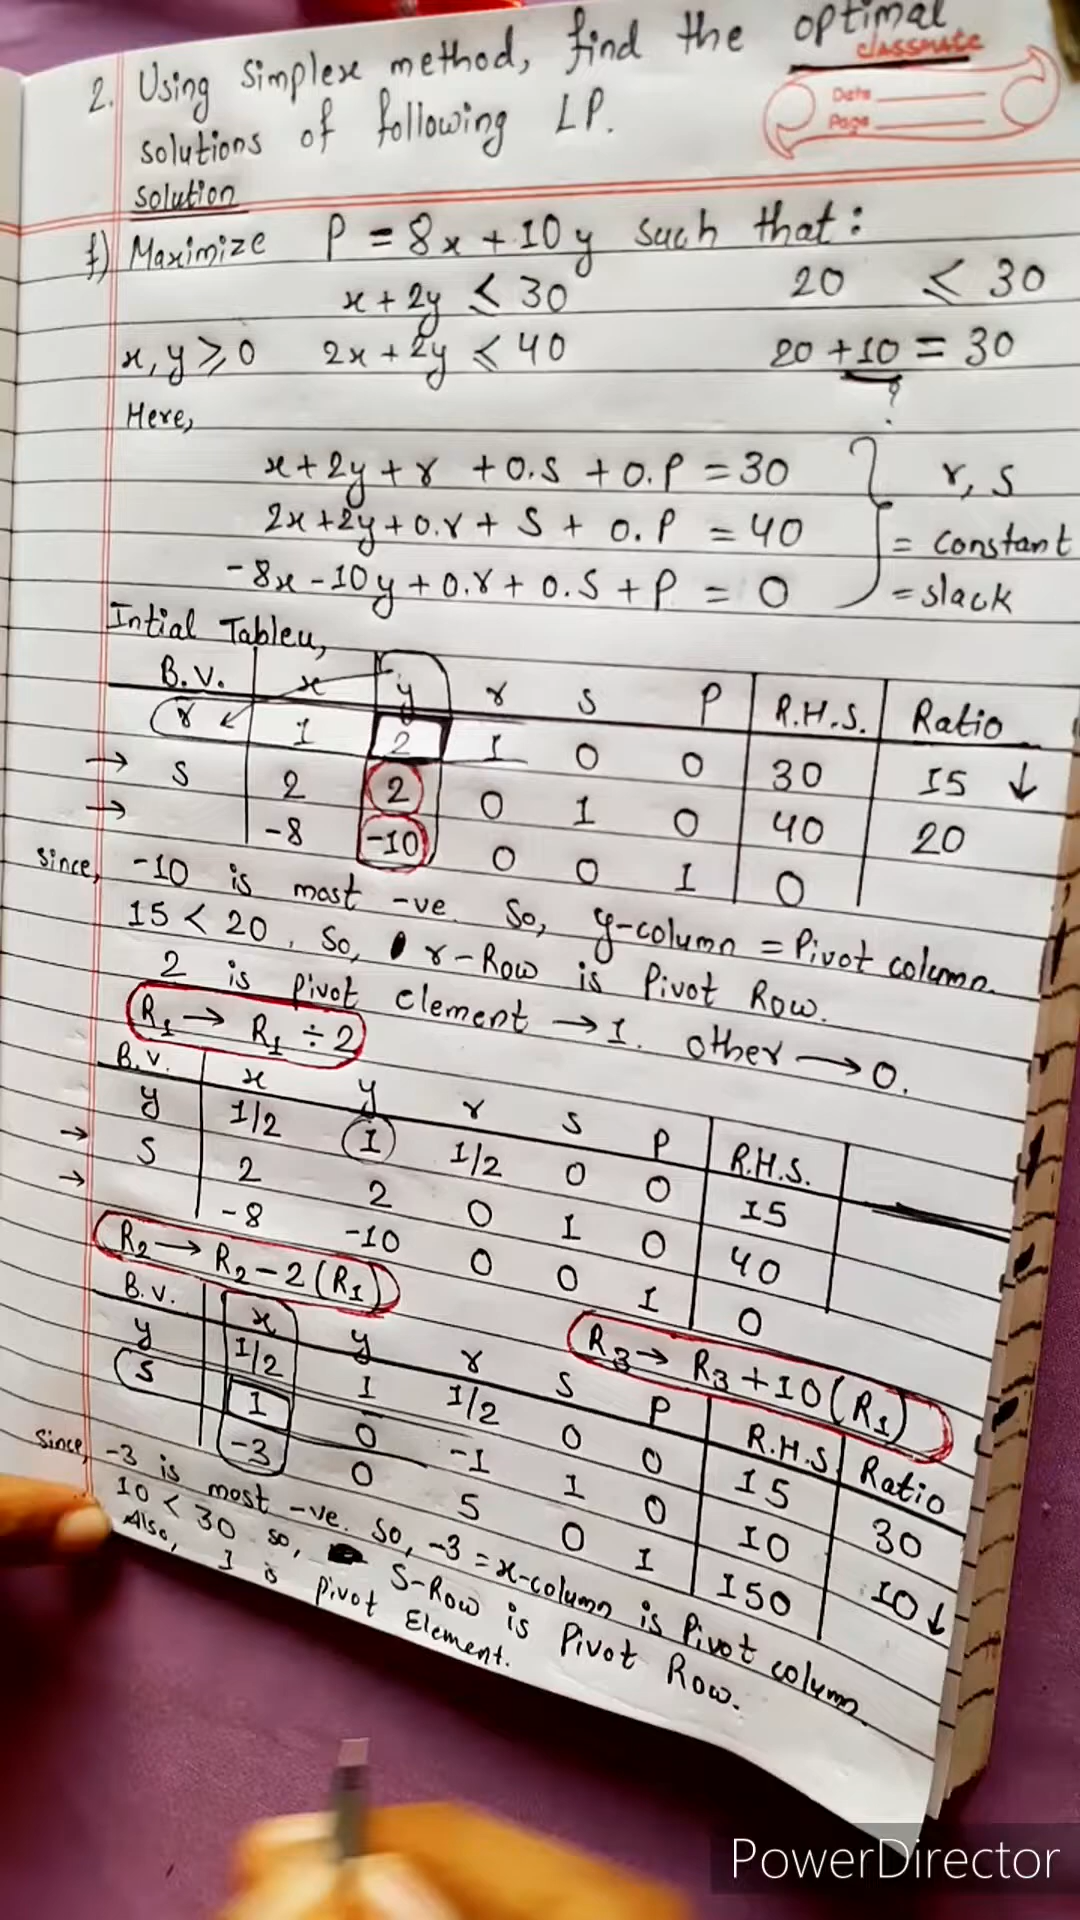 2. Using Simplex method, find the optimal
solutions of following LP.
classmate
Date
Page
Solution
f) Maximize P = 8x + 10y such that:
x + 2y ≤ 30 20 ≤ 30
x, y ≥ 0 2x + 2y ≤ 40 20 + 10 = 30
?
Here,
x + 2y + r + 0.s + 0.P = 30 r, s
2x + 2y + 0.r + s + 0.P = 40 = constant
-8x - 10y + 0.r + 0.s + P = 0 = slack
Intial Tableu,
B.V. x y r s P R.H.S. Ratio
r 1 2 1 0 0 30 15 ↓
→ s 2 2 0 1 0 40 20
→ -8 -10 0 0 1 0
Since, -10 is most -ve. So, y-column = Pivot column.
15 < 20, So, r-Row is Pivot Row.
2 is pivot element → 1. other → 0.
R1 → R1 ÷ 2
B.V. x y r s P R.H.S.
y 1/2 1 1/2 0 0 15
→ s 2 2 0 1 0 40
→ -8 -10 0 0 1 0
R2 → R2 - 2 (R1) R3 → R3 + 10 (R1)
B.V. x y r s P R.H.S Ratio
y 1/2 1 1/2 0 0 15 30
s 1 0 -1 1 0 10 10 ↓
-3 0 5 0 1 150
Since, -3 is most -ve. So, -3 = x-column is Pivot column.
10 < 30 so, S-Row is Pivot Row.
Also, 1 is pivot Element.
PowerDirector